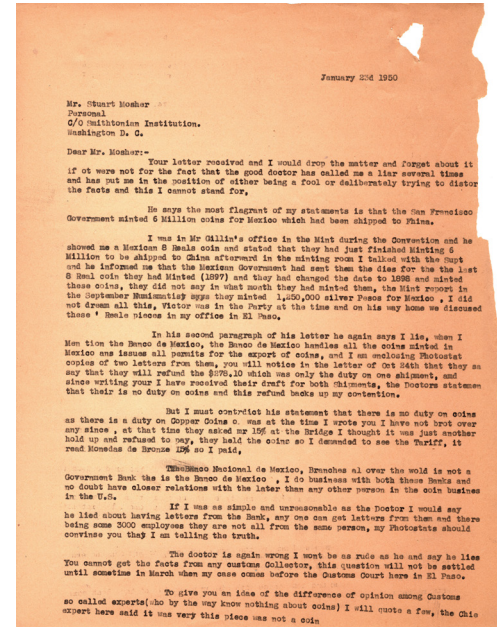 January 23d 1950
Mr. Stuart Mosher
Personal
C/O Smithtonian Institution.
Washington D. C.
Dear Mr. Mosher:-
Your letter received and I would drop the matter and forget about it
if ot were not for the fact that the good doctor has called me a liar several times
and has put me in the position of either being a fool or deliberately trying to distor
the facts and this I cannot stand for,
He says the most flagrant of my statements is that the San Francisco
Government minted 6 Million coins for Mexico which had been shipped to Fhina.
I was in Mr Gillin's office in the Mint during the Convention and he
showed me a Mexican 8 Reals coin and stated that they had just finished Minting 6
Million to be shipped to China afterward in the minting room I talked with the Supt
and he informed me that the Mexican Government had sent them the dies for the the last
8 Real coin they had Minted (1897) and they had changed the date to 1898 and minted
these coins, they did not say in what month they had minted them, the Mint report in
the September Numismatist says they minted 1,250,000 silver Pesos for Mexico , I did
not dream all this, Victor was in the Party at the time and on his way home we discused
these ' Reals pieces in my office in El Paso.
In his second paragraph of his letter he again says I lie, when I
Men tion the Banco de Mexico, the Banco de Mexico handles all the coins minted in
Mexico ans issues all permits for the export of coins, and I am enclosing Photostat
copies of two letters from them, you will notice in the letter of Oct 24th that they sa
say that they will refund the $278.10 which was only the duty on one shipment, and
since writing your I have received their draft for both Shipments, the Doctors statemen
that their is no duty on coins and this refund backs up my contention.
But I must contrdict his statement that there is mo duty on coins
as there is a duty on Copper Coins o was at the time I wrote you I have not brot over
any since , at that time they asked mr 15% at the Bridge I thought it was just another
hold up and refused to pay, they held the coins so I demanded to see the Tariff, it
read Monedas de Bronze 15% so I paid,
Banco Nacional de Mexico, Branches al over the wold is not a
Government Bank ths is the Banco de Mexico , I do business with both these Banks and
no doubt have closer relations with the later than any other person in the coin busines
in the U.S.
If I was as simple and unreasonable as the Doctor I would say
he lied about having letters from the Bank, any one can get latters from them and there
being some 3000 employees they are not all from the same person, my Photostats should
convinse you that I am telling the truth.
The doctor is again wrong I wont be as rude as he and say he lies
You cannot get the facts from any customs Collector, this question will not be settled
until sometime in March when my case comes before the Customs Court here in El Paso.
To give you an idea of the difference of opinion among Customs
so called experts(who by the way know nothing about coins) I will quote a few, the Chie
expert here said it was very this piece was not a coin